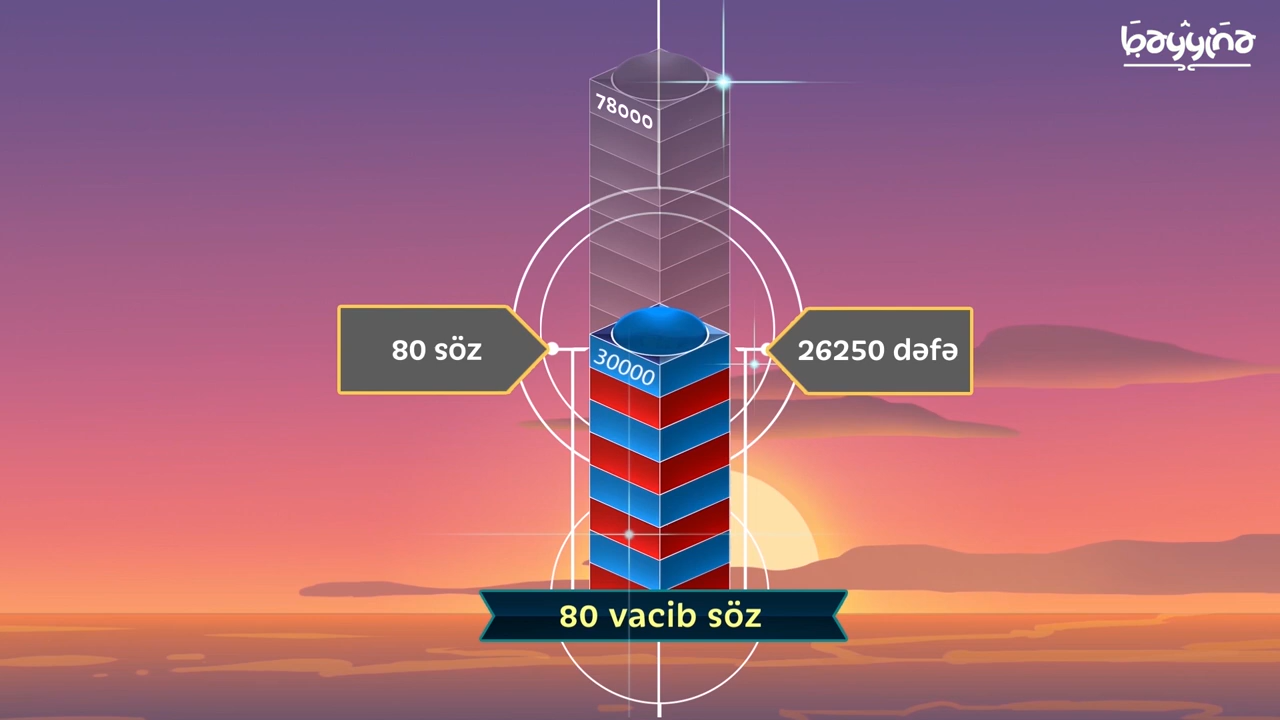 bayyina
78000
80 söz
26250 dəfə
30000
80 vacib söz